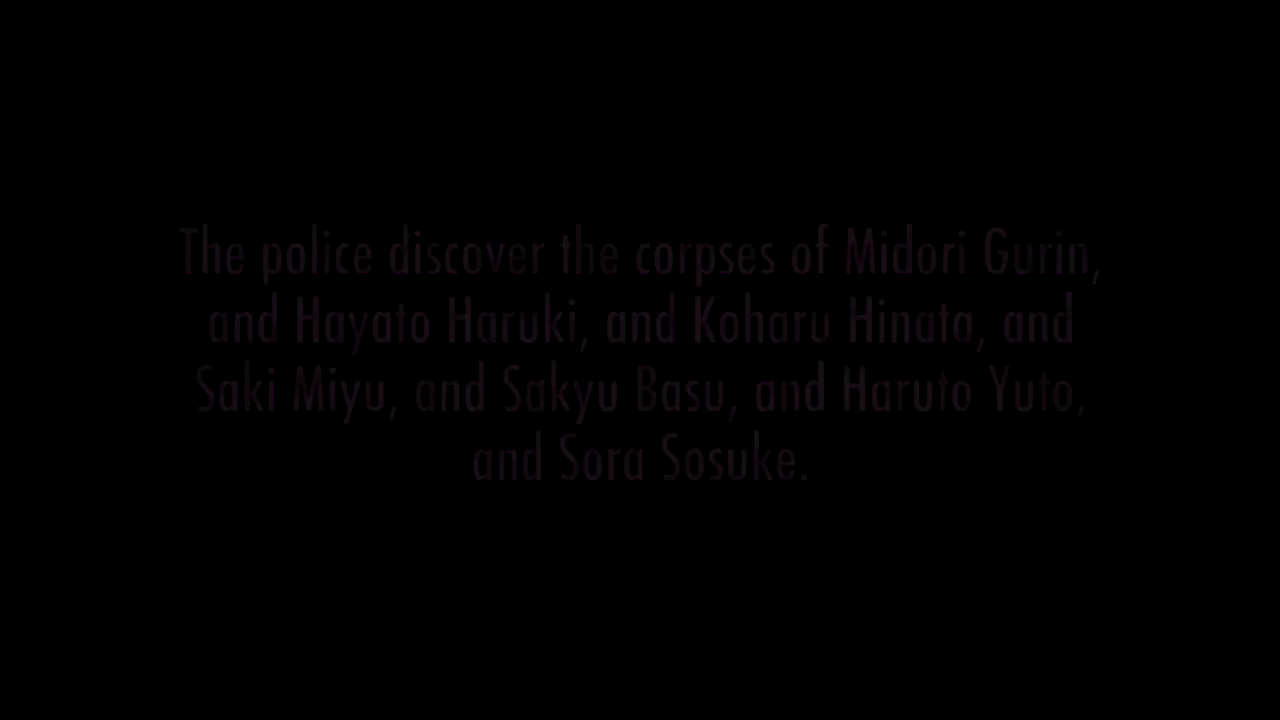 The police discover the corpses of Midori Gurin,
and Hayato Haruki, and Koharu Hinata, and
Saki Miyu, and Sakyu Basu, and Haruto Yuto,
and Sora Sosuke.